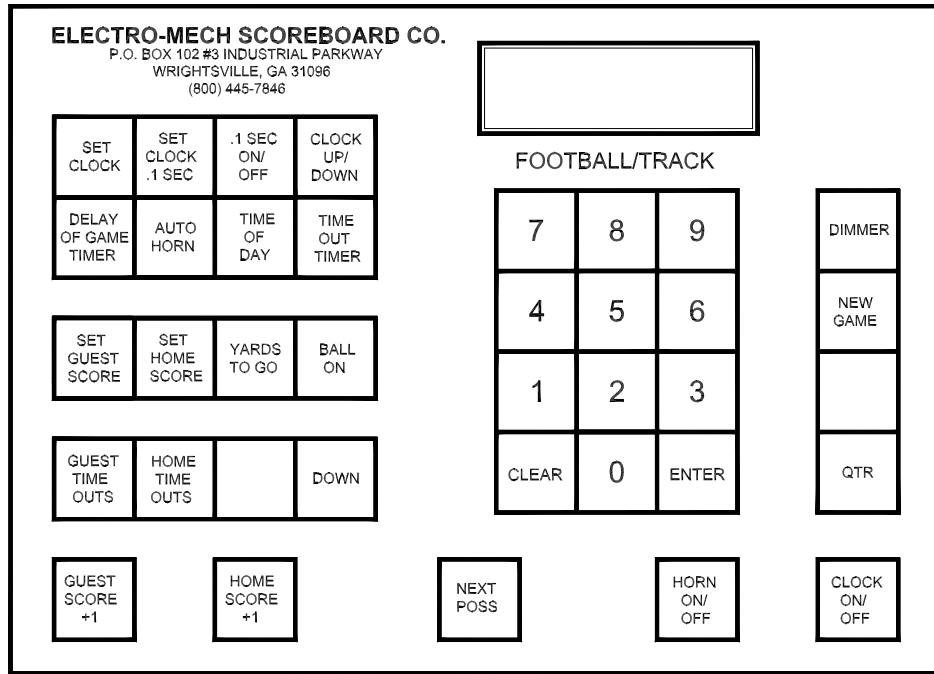 ELECTRO-MECH SCOREBOARD CO.
P.O. BOX 102 #3 INDUSTRIAL PARKWAY
WRIGHTSVILLE, GA 31096
(800) 445-7846
SET
CLOCK
SET
CLOCK
.1 SEC
.1 SEC
ON/
OFF
CLOCK
UP/
DOWN
DELAY
OF GAME
TIMER
AUTO
HORN
TIME
OF
DAY
TIME
OUT
TIMER
SET
GUEST
SCORE
SET
HOME
SCORE
YARDS
TO GO
BALL
ON
GUEST
TIME
OUTS
HOME
TIME
OUTS
DOWN
FOOTBALL/TRACK
7
8
9
4
5
6
1
2
3
CLEAR
0
ENTER
DIMMER
NEW
GAME
QTR
GUEST
SCORE
+1
HOME
SCORE
+1
NEXT
POSS
HORN
ON/
OFF
CLOCK
ON/
OFF